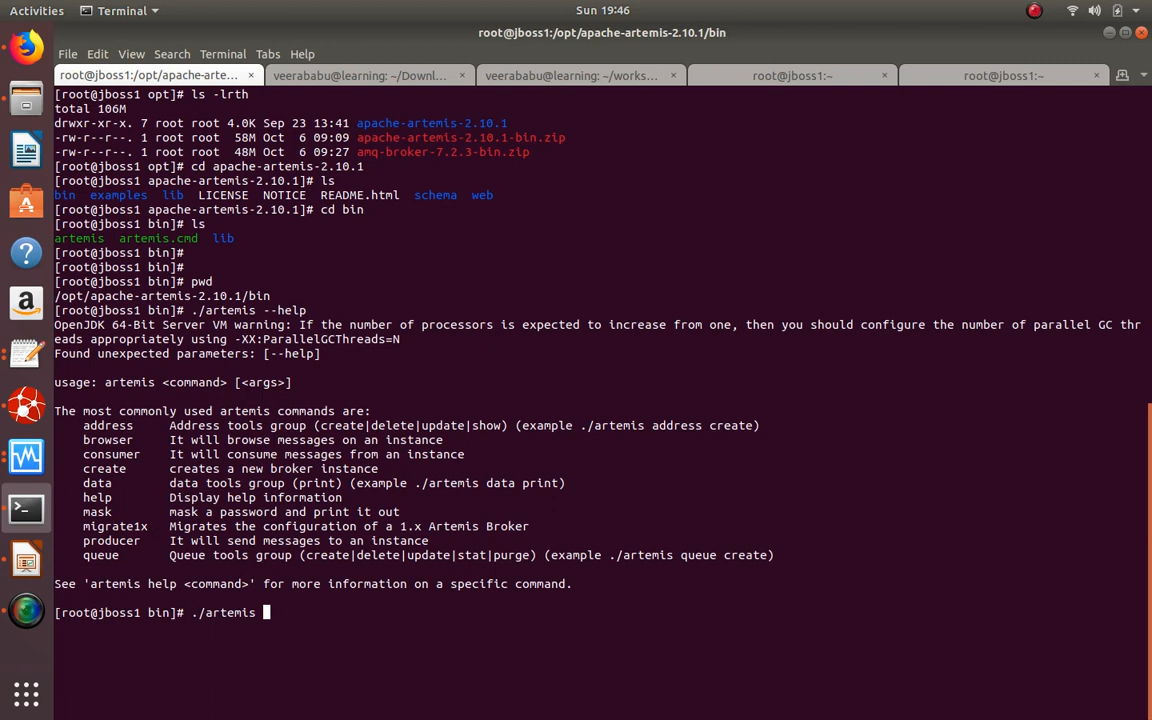 Activities Terminal Sun 19:46
root@jboss1:/opt/apache-artemis-2.10.1/bin
File Edit View Search Terminal Tabs Help
root@jboss1:/opt/apache-arte... × veerababu@learning: ~/Downl... × veerababu@learning: ~/works... × root@jboss1:~ × root@jboss1:~ ×
[root@jboss1 opt]# ls -lrth
total 106M
drwxr-xr-x. 7 root root 4.0K Sep 23 13:41 apache-artemis-2.10.1
-rw-r--r--. 1 root root  58M Oct  6 09:09 apache-artemis-2.10.1-bin.zip
-rw-r--r--. 1 root root  48M Oct  6 09:27 amq-broker-7.2.3-bin.zip
[root@jboss1 opt]# cd apache-artemis-2.10.1
[root@jboss1 apache-artemis-2.10.1]# ls
bin  examples  lib  LICENSE  NOTICE  README.html  schema  web
[root@jboss1 apache-artemis-2.10.1]# cd bin
[root@jboss1 bin]# ls
artemis  artemis.cmd  lib
[root@jboss1 bin]#
[root@jboss1 bin]#
[root@jboss1 bin]# pwd
/opt/apache-artemis-2.10.1/bin
[root@jboss1 bin]# ./artemis --help
OpenJDK 64-Bit Server VM warning: If the number of processors is expected to increase from one, then you should configure the number of parallel GC thr
eads appropriately using -XX:ParallelGCThreads=N
Found unexpected parameters: [--help]
usage: artemis <command> [<args>]
The most commonly used artemis commands are:
    address     Address tools group (create|delete|update|show) (example ./artemis address create)
    browser     It will browse messages on an instance
    consumer    It will consume messages from an instance
    create      creates a new broker instance
    data        data tools group (print) (example ./artemis data print)
    help        Display help information
    mask        mask a password and print it out
    migrate1x   Migrates the configuration of a 1.x Artemis Broker
    producer    It will send messages to an instance
    queue       Queue tools group (create|delete|update|stat|purge) (example ./artemis queue create)
See 'artemis help <command>' for more information on a specific command.
[root@jboss1 bin]# ./artemis